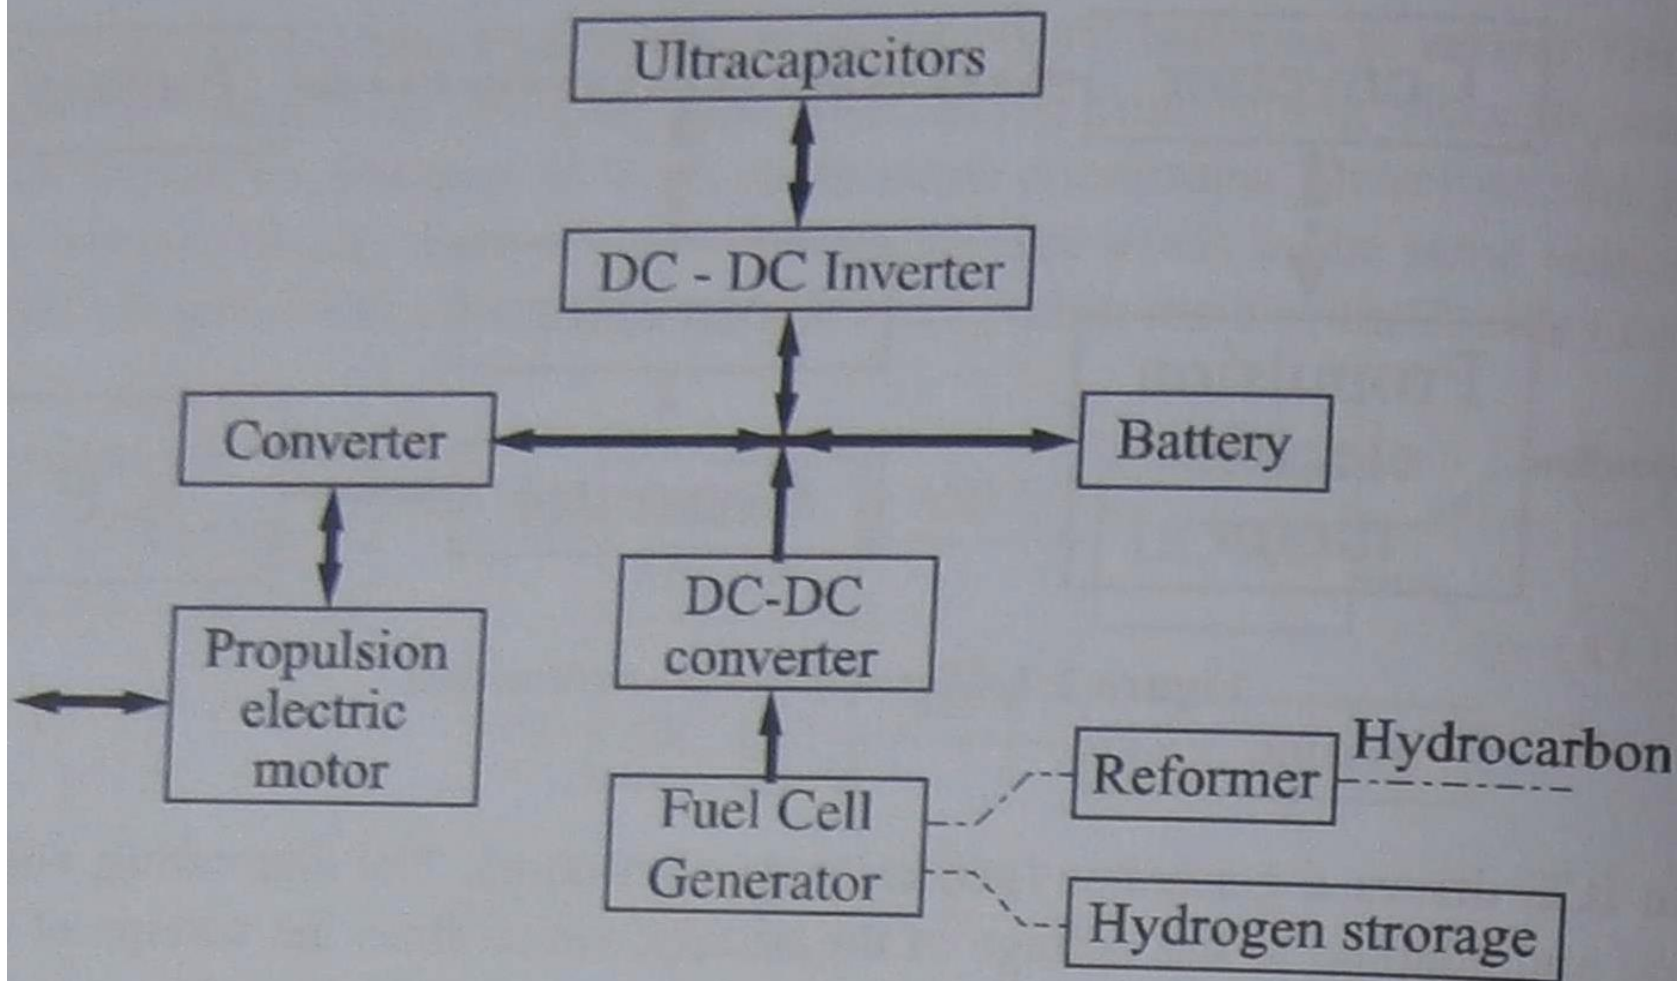 Ultracapacitors
DC - DC Inverter
Converter
Battery
DC-DC
converter
Propulsion
electric
motor
Fuel Cell
Generator
Reformer
Hydrocarbon
Hydrogen strorage